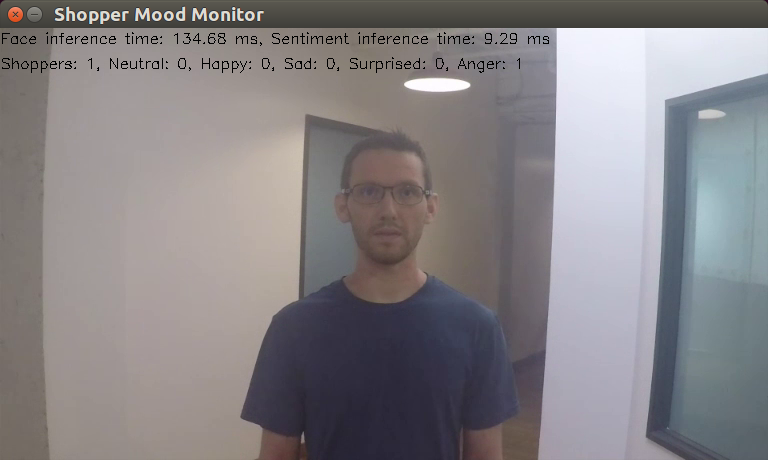 Shopper Mood Monitor
Face inference time: 134.68 ms, Sentiment inference time: 9.29 ms
Shoppers: 1, Neutral: 0, Happy: 0, Sad: 0, Surprised: 0, Anger: 1